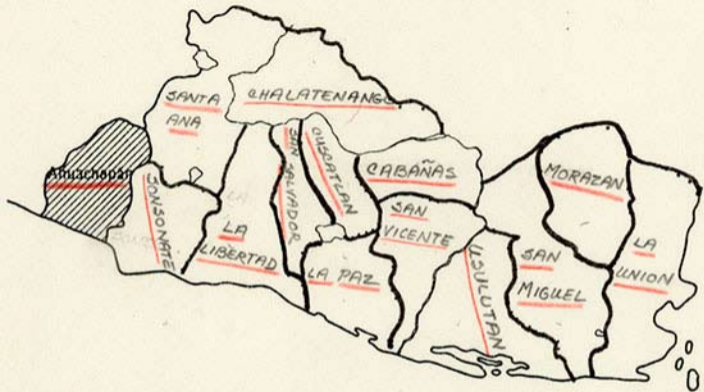 SANTA
ANA
CHALATENANGO
Ahuachapán
SONSONATE
LA
LIBERTAD
SAN SALVADOR
CUSCATLAN
CABAÑAS
SAN
VICENTE
LA PAZ
USULUTAN
SAN
MIGUEL
MORAZAN
LA
UNION